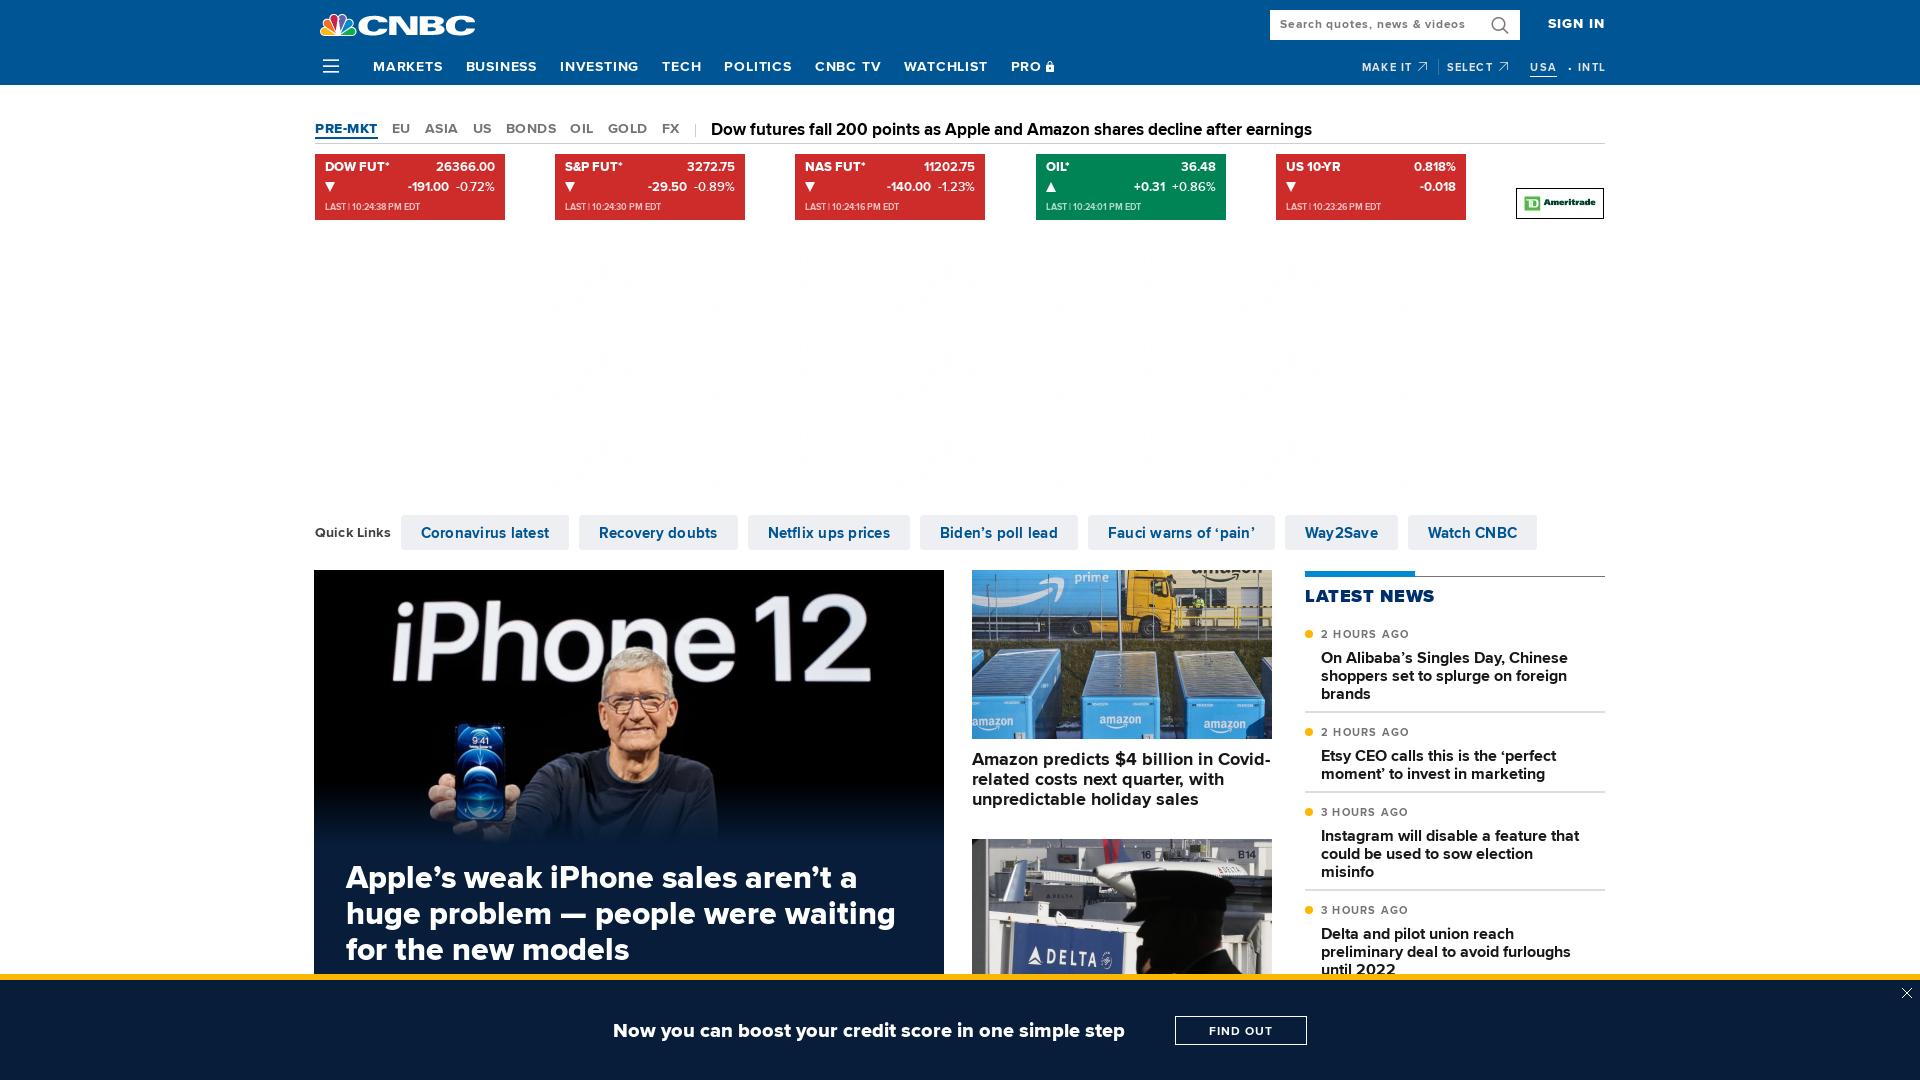 CNBC
Search quotes, news & videos
SIGN IN
MARKETS
BUSINESS
INVESTING
TECH
POLITICS
CNBC TV
WATCHLIST
PRO
MAKE IT
SELECT
USA
• INTL
PRE-MKT
EU
ASIA
US
BONDS
OIL
GOLD
FX
Dow futures fall 200 points as Apple and Amazon shares decline after earnings
DOW FUT* 26366.00
-191.00 -0.72%
LAST | 10:24:38 PM EDT
S&P FUT* 3272.75
-29.50 -0.89%
LAST | 10:24:30 PM EDT
NAS FUT* 11202.75
-140.00 -1.23%
LAST | 10:24:16 PM EDT
OIL* 36.48
+0.31 +0.86%
LAST | 10:24:01 PM EDT
US 10-YR 0.818%
-0.018
LAST | 10:23:26 PM EDT
TD Ameritrade
Quick Links
Coronavirus latest
Recovery doubts
Netflix ups prices
Biden’s poll lead
Fauci warns of ‘pain’
Way2Save
Watch CNBC
iPhone 12
9:41
Apple’s weak iPhone sales aren’t a
huge problem — people were waiting
for the new models
prime
amazon
amazon
amazon
amazon
Amazon predicts $4 billion in Covid-
related costs next quarter, with
unpredictable holiday sales
16
B14
DELTA
DELTA
LATEST NEWS
2 HOURS AGO
On Alibaba’s Singles Day, Chinese
shoppers set to splurge on foreign
brands
2 HOURS AGO
Etsy CEO calls this is the ‘perfect
moment’ to invest in marketing
3 HOURS AGO
Instagram will disable a feature that
could be used to sow election
misinfo
3 HOURS AGO
Delta and pilot union reach
preliminary deal to avoid furloughs
until 2022
Now you can boost your credit score in one simple step
FIND OUT